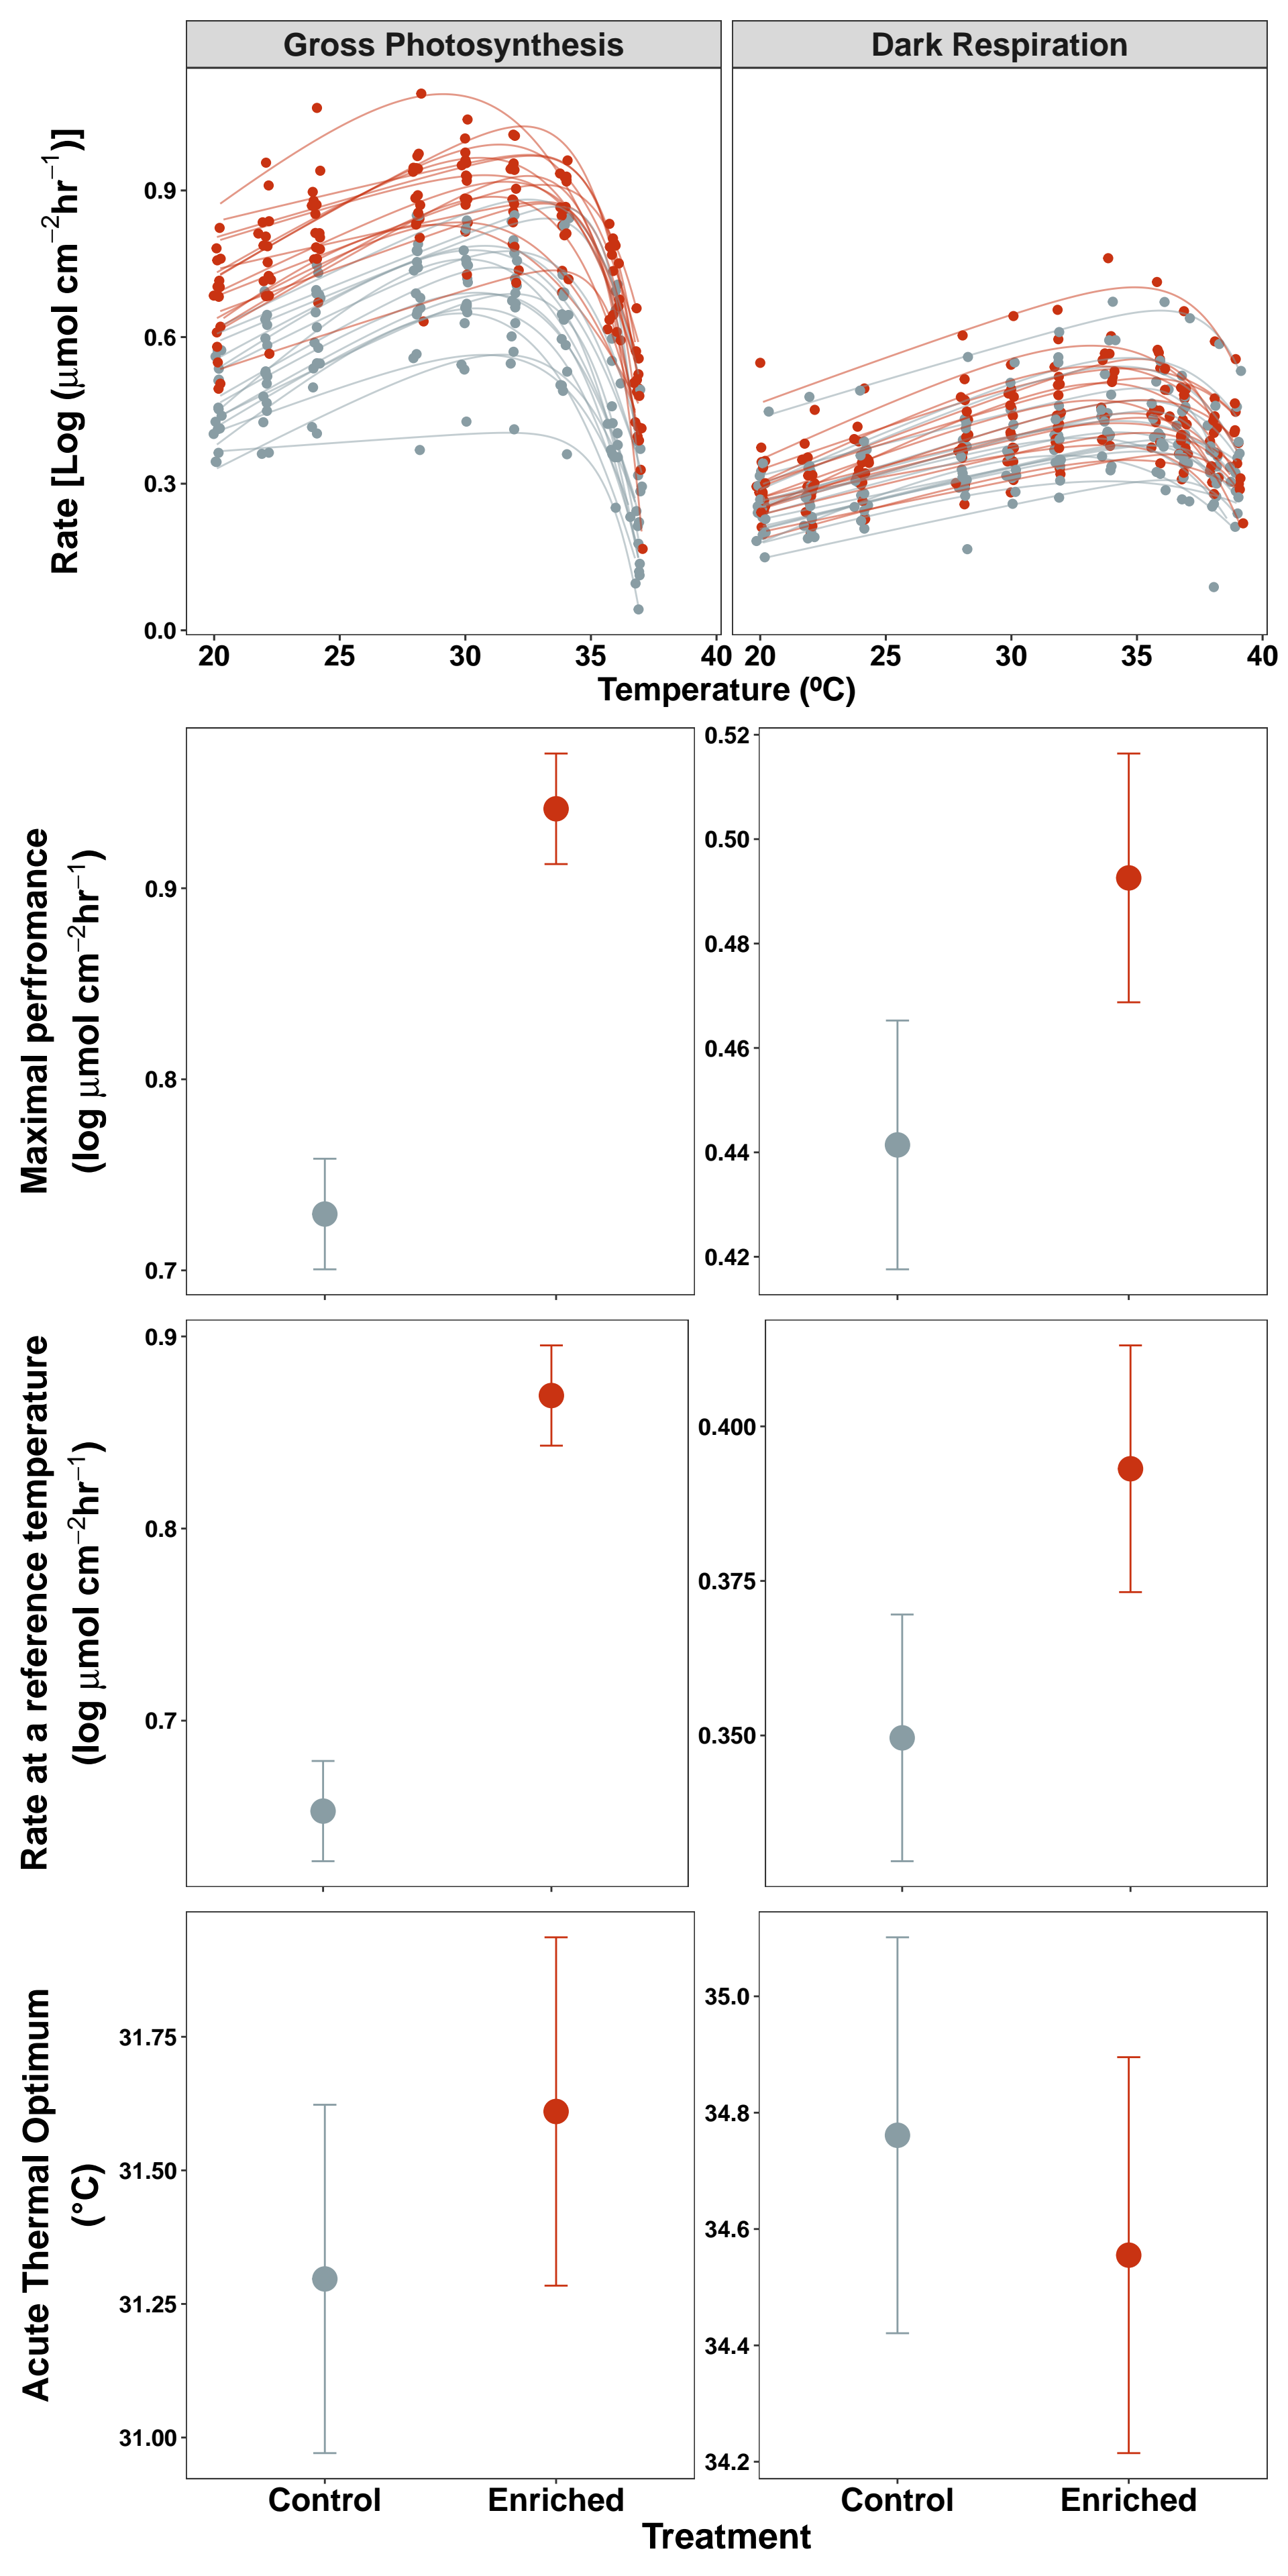 Gross Photosynthesis Dark Respiration
Rate [Log (μmol cm⁻²hr⁻¹)]
0.9
0.6
0.3
0.0
20 25 30 35 40 20 25 30 35 40
Temperature (ºC)
Maximal perfromance
(log μmol cm⁻²hr⁻¹)
0.9
0.8
0.7
0.52
0.50
0.48
0.46
0.44
0.42
Rate at a reference temperature
(log μmol cm⁻²hr⁻¹)
0.9
0.8
0.7
0.400
0.375
0.350
Acute Thermal Optimum
(°C)
31.75
31.50
31.25
31.00
35.0
34.8
34.6
34.4
34.2
Control Enriched Control Enriched
Treatment